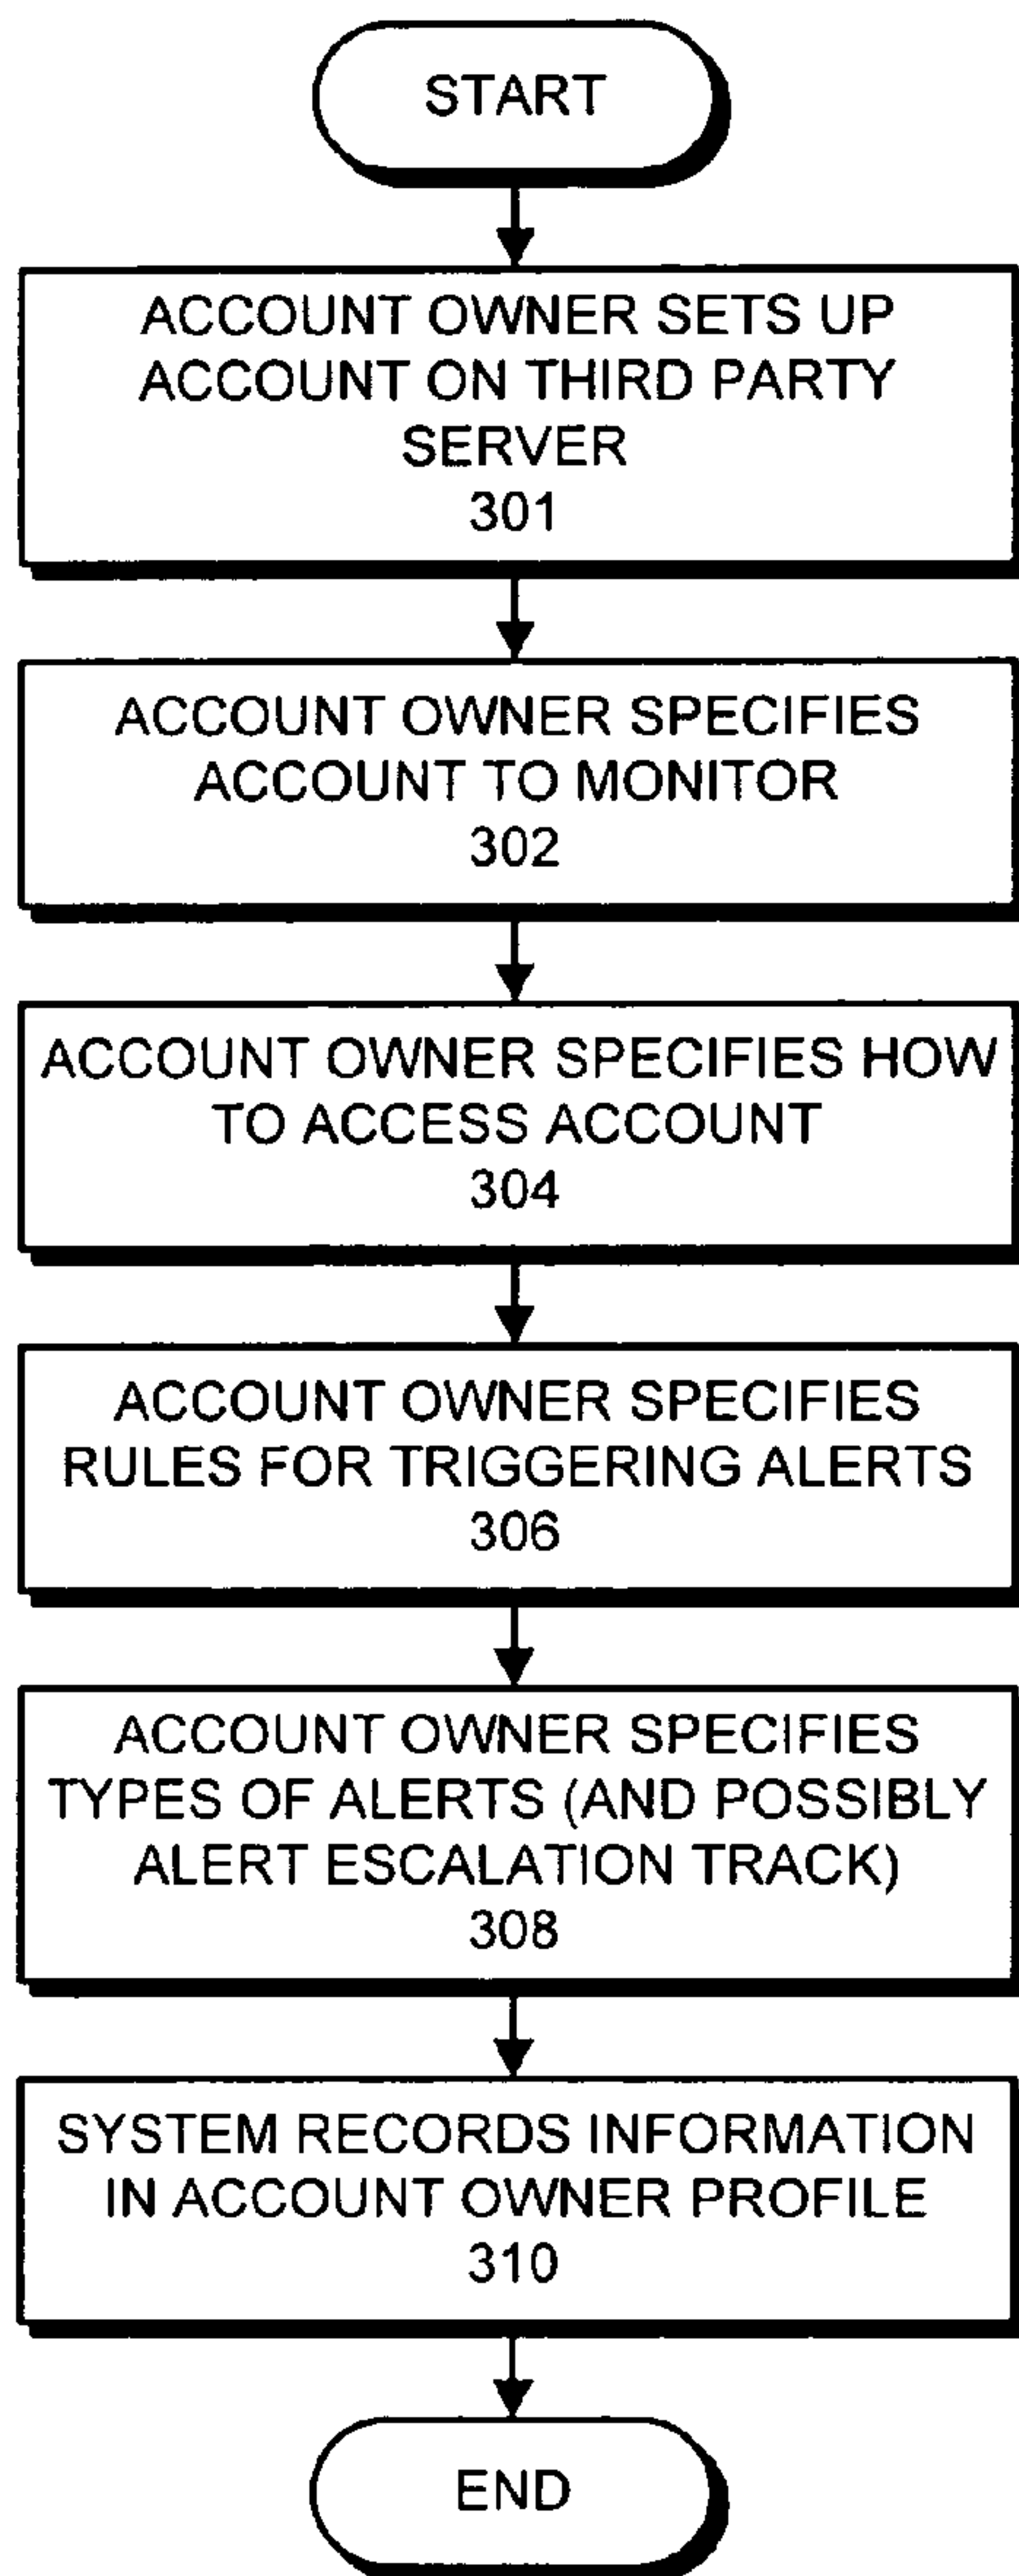 START
ACCOUNT OWNER SETS UP
ACCOUNT ON THIRD PARTY
SERVER
301
ACCOUNT OWNER SPECIFIES
ACCOUNT TO MONITOR
302
ACCOUNT OWNER SPECIFIES HOW
TO ACCESS ACCOUNT
304
ACCOUNT OWNER SPECIFIES
RULES FOR TRIGGERING ALERTS
306
ACCOUNT OWNER SPECIFIES
TYPES OF ALERTS (AND POSSIBLY
ALERT ESCALATION TRACK)
308
SYSTEM RECORDS INFORMATION
IN ACCOUNT OWNER PROFILE
310
END